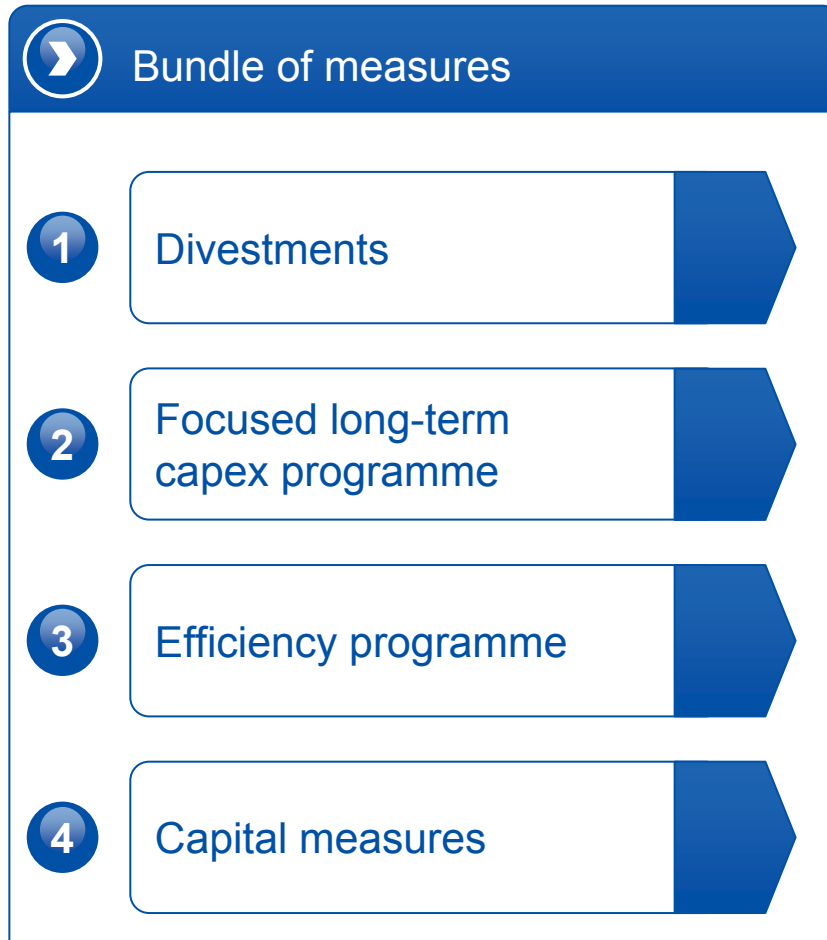 Bundle of measures
1
Divestments
2
Focused long-term
capex programme
3
Efficiency programme
4
Capital measures